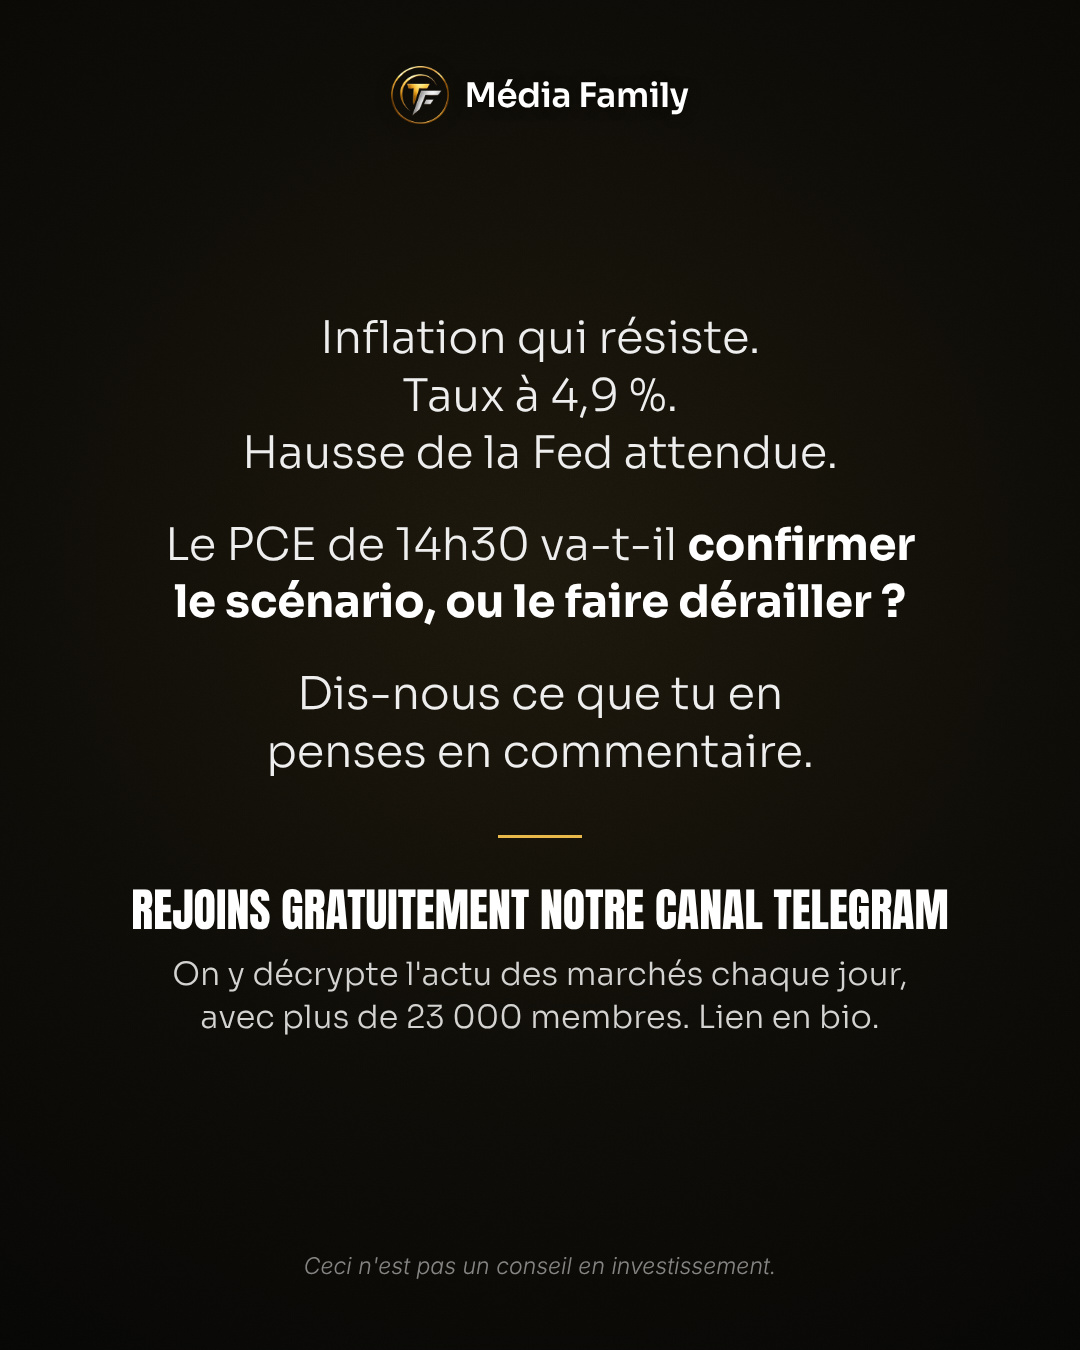 TF Média Family
Inflation qui résiste.
Taux à 4,9 %.
Hausse de la Fed attendue.
Le PCE de 14h30 va-t-il confirmer
le scénario, ou le faire dérailler ?
Dis-nous ce que tu en
penses en commentaire.
REJOINS GRATUITEMENT NOTRE CANAL TELEGRAM
On y décrypte l'actu des marchés chaque jour,
avec plus de 23 000 membres. Lien en bio.
Ceci n'est pas un conseil en investissement.